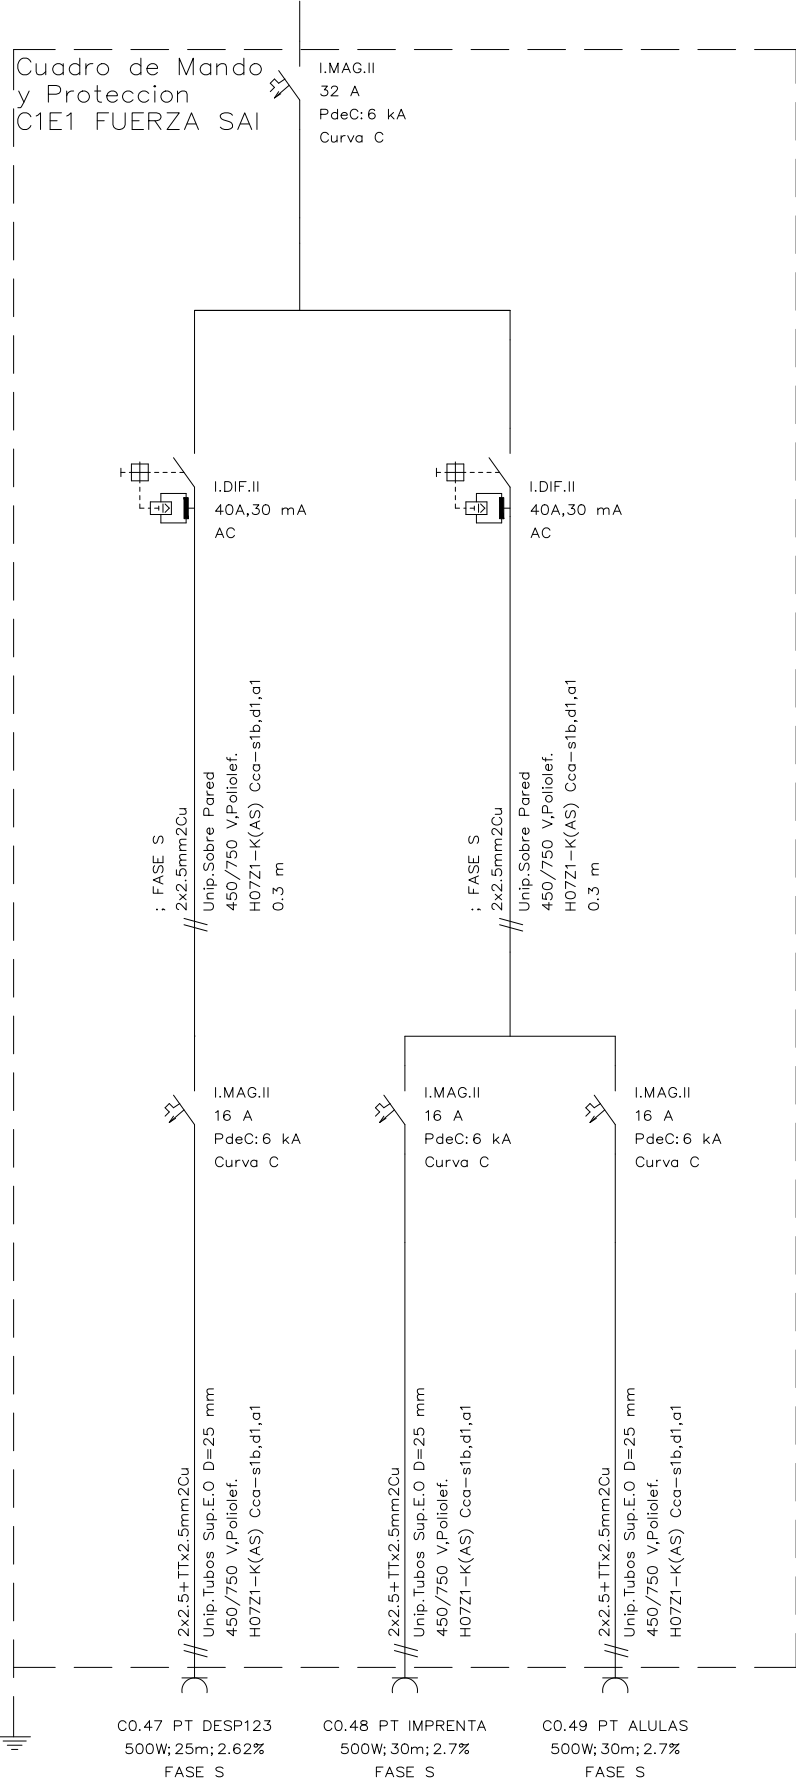 Cuadro de Mando
y Proteccion
C1E1 FUERZA SAI
I.MAG.II
32 A
PdeC: 6 kA
Curva C
I.DIF.II
40A,30 mA
AC
I.DIF.II
40A,30 mA
AC
; FASE S
2x2.5mm2Cu
Unip.Sobre Pared
450/750 V,Poliolef.
H07Z1-K(AS) Cca-s1b,d1,a1
0.3 m
; FASE S
2x2.5mm2Cu
Unip.Sobre Pared
450/750 V,Poliolef.
H07Z1-K(AS) Cca-s1b,d1,a1
0.3 m
I.MAG.II
16 A
PdeC: 6 kA
Curva C
I.MAG.II
16 A
PdeC: 6 kA
Curva C
I.MAG.II
16 A
PdeC: 6 kA
Curva C
2x2.5+TTx2.5mm2Cu
Unip.Tubos Sup.E.O D=25 mm
450/750 V,Poliolef.
H07Z1-K(AS) Cca-s1b,d1,a1
2x2.5+TTx2.5mm2Cu
Unip.Tubos Sup.E.O D=25 mm
450/750 V,Poliolef.
H07Z1-K(AS) Cca-s1b,d1,a1
2x2.5+TTx2.5mm2Cu
Unip.Tubos Sup.E.O D=25 mm
450/750 V,Poliolef.
H07Z1-K(AS) Cca-s1b,d1,a1
C0.47 PT DESP123
500W; 25m; 2.62%
FASE S
C0.48 PT IMPRENTA
500W; 30m; 2.7%
FASE S
C0.49 PT ALULAS
500W; 30m; 2.7%
FASE S